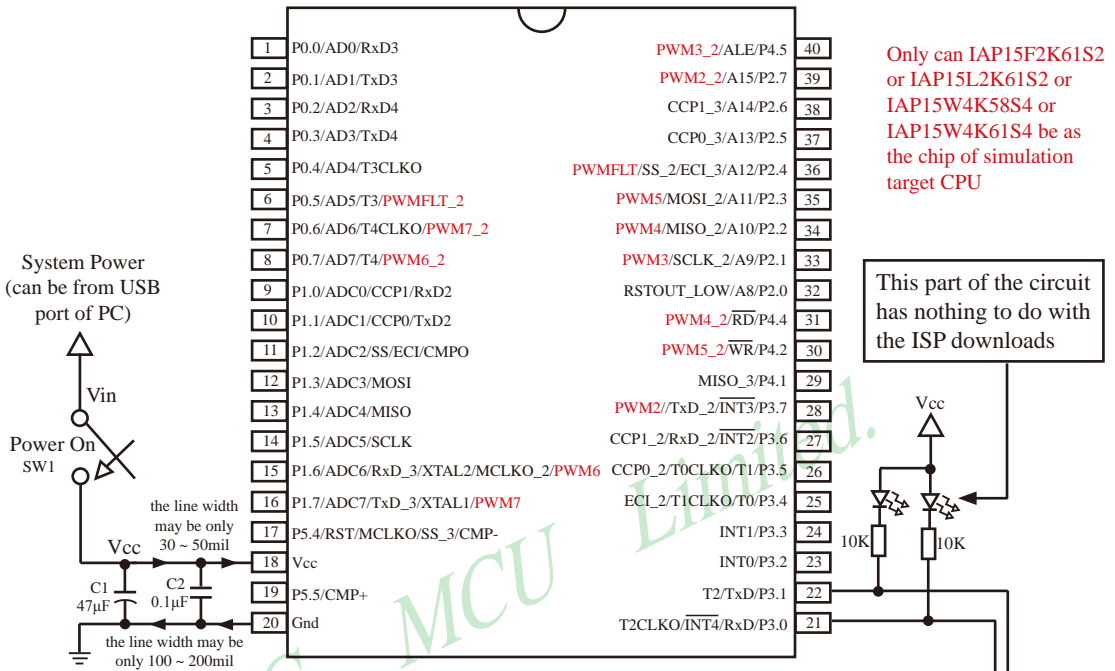 1 P0.0/AD0/RxD3
2 P0.1/AD1/TxD3
3 P0.2/AD2/RxD4
4 P0.3/AD3/TxD4
5 P0.4/AD4/T3CLKO
6 P0.5/AD5/T3/PWMFLT_2
7 P0.6/AD6/T4CLKO/PWM7_2
8 P0.7/AD7/T4/PWM6_2
9 P1.0/ADC0/CCP1/RxD2
10 P1.1/ADC1/CCP0/TxD2
11 P1.2/ADC2/SS/ECI/CMPO
12 P1.3/ADC3/MOSI
13 P1.4/ADC4/MISO
14 P1.5/ADC5/SCLK
15 P1.6/ADC6/RxD_3/XTAL2/MCLKO_2/PWM6
16 P1.7/ADC7/TxD_3/XTAL1/PWM7
17 P5.4/RST/MCLKO/SS_3/CMP-
18 Vcc
19 P5.5/CMP+
20 Gnd
PWM3_2/ALE/P4.5 40
PWM2_2/A15/P2.7 39
CCP1_3/A14/P2.6 38
CCP0_3/A13/P2.5 37
PWMFLT/SS_2/ECI_3/A12/P2.4 36
PWM5/MOSI_2/A11/P2.3 35
PWM4/MISO_2/A10/P2.2 34
PWM3/SCLK_2/A9/P2.1 33
RSTOUT_LOW/A8/P2.0 32
PWM4_2/RD/P4.4 31
PWM5_2/WR/P4.2 30
MISO_3/P4.1 29
PWM2//TxD_2/INT3/P3.7 28
CCP1_2/RxD_2/INT2/P3.6 27
CCP0_2/T0CLKO/T1/P3.5 26
ECI_2/T1CLKO/T0/P3.4 25
INT1/P3.3 24
INT0/P3.2 23
T2/TxD/P3.1 22
T2CLKO/INT4/RxD/P3.0 21
System Power
(can be from USB
port of PC)
Vin
Power On
SW1
the line width
may be only
30 ~ 50mil
Vcc
C1
47μF
C2
0.1μF
the line width may be
only 100 ~ 200mil
Only can IAP15F2K61S2
or IAP15L2K61S2 or
IAP15W4K58S4 or
IAP15W4K61S4 be as
the chip of simulation
target CPU
This part of the circuit
has nothing to do with
the ISP downloads
Vcc
10K
10K
MCU Limited.